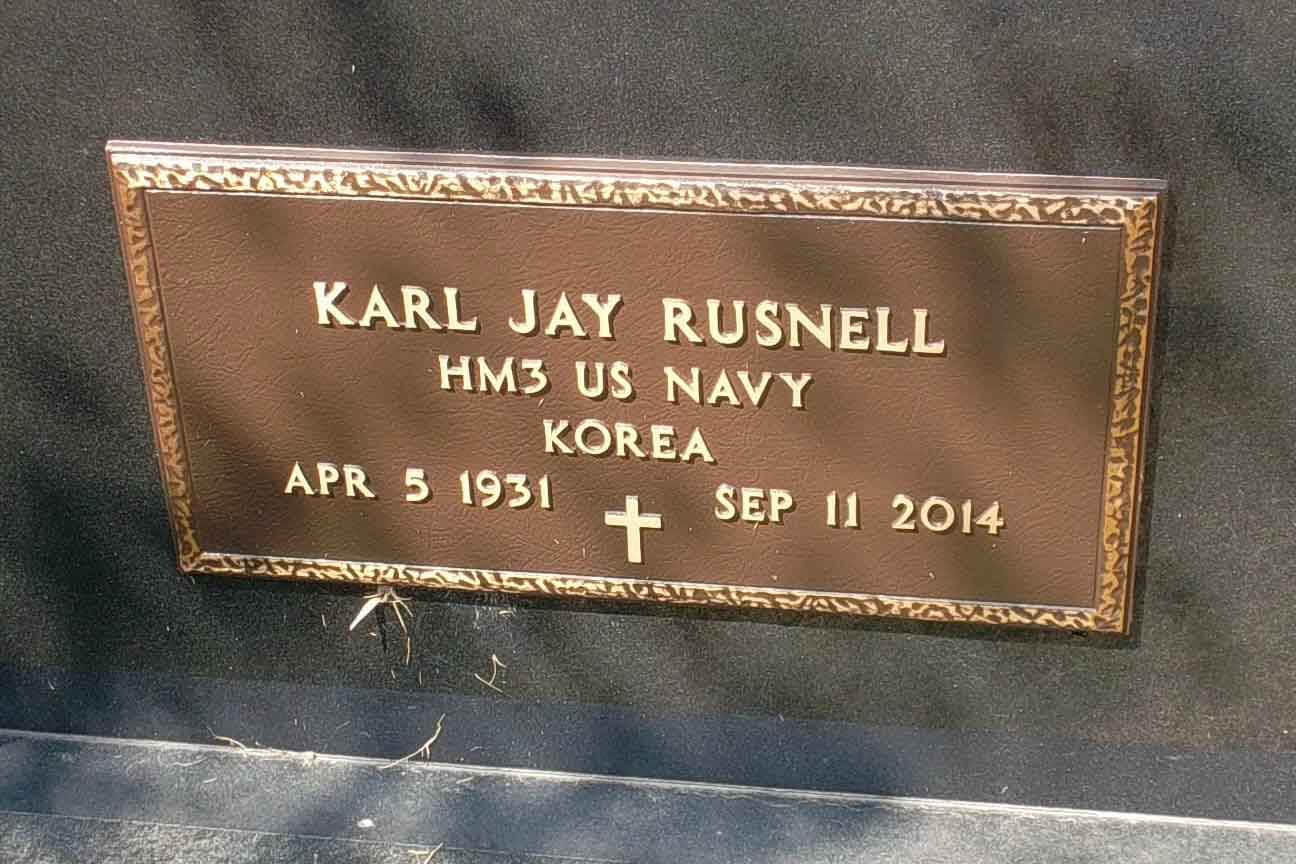 KARL JAY RUSNELL
HM3 US NAVY
KOREA
APR 5 1931 SEP 11 2014